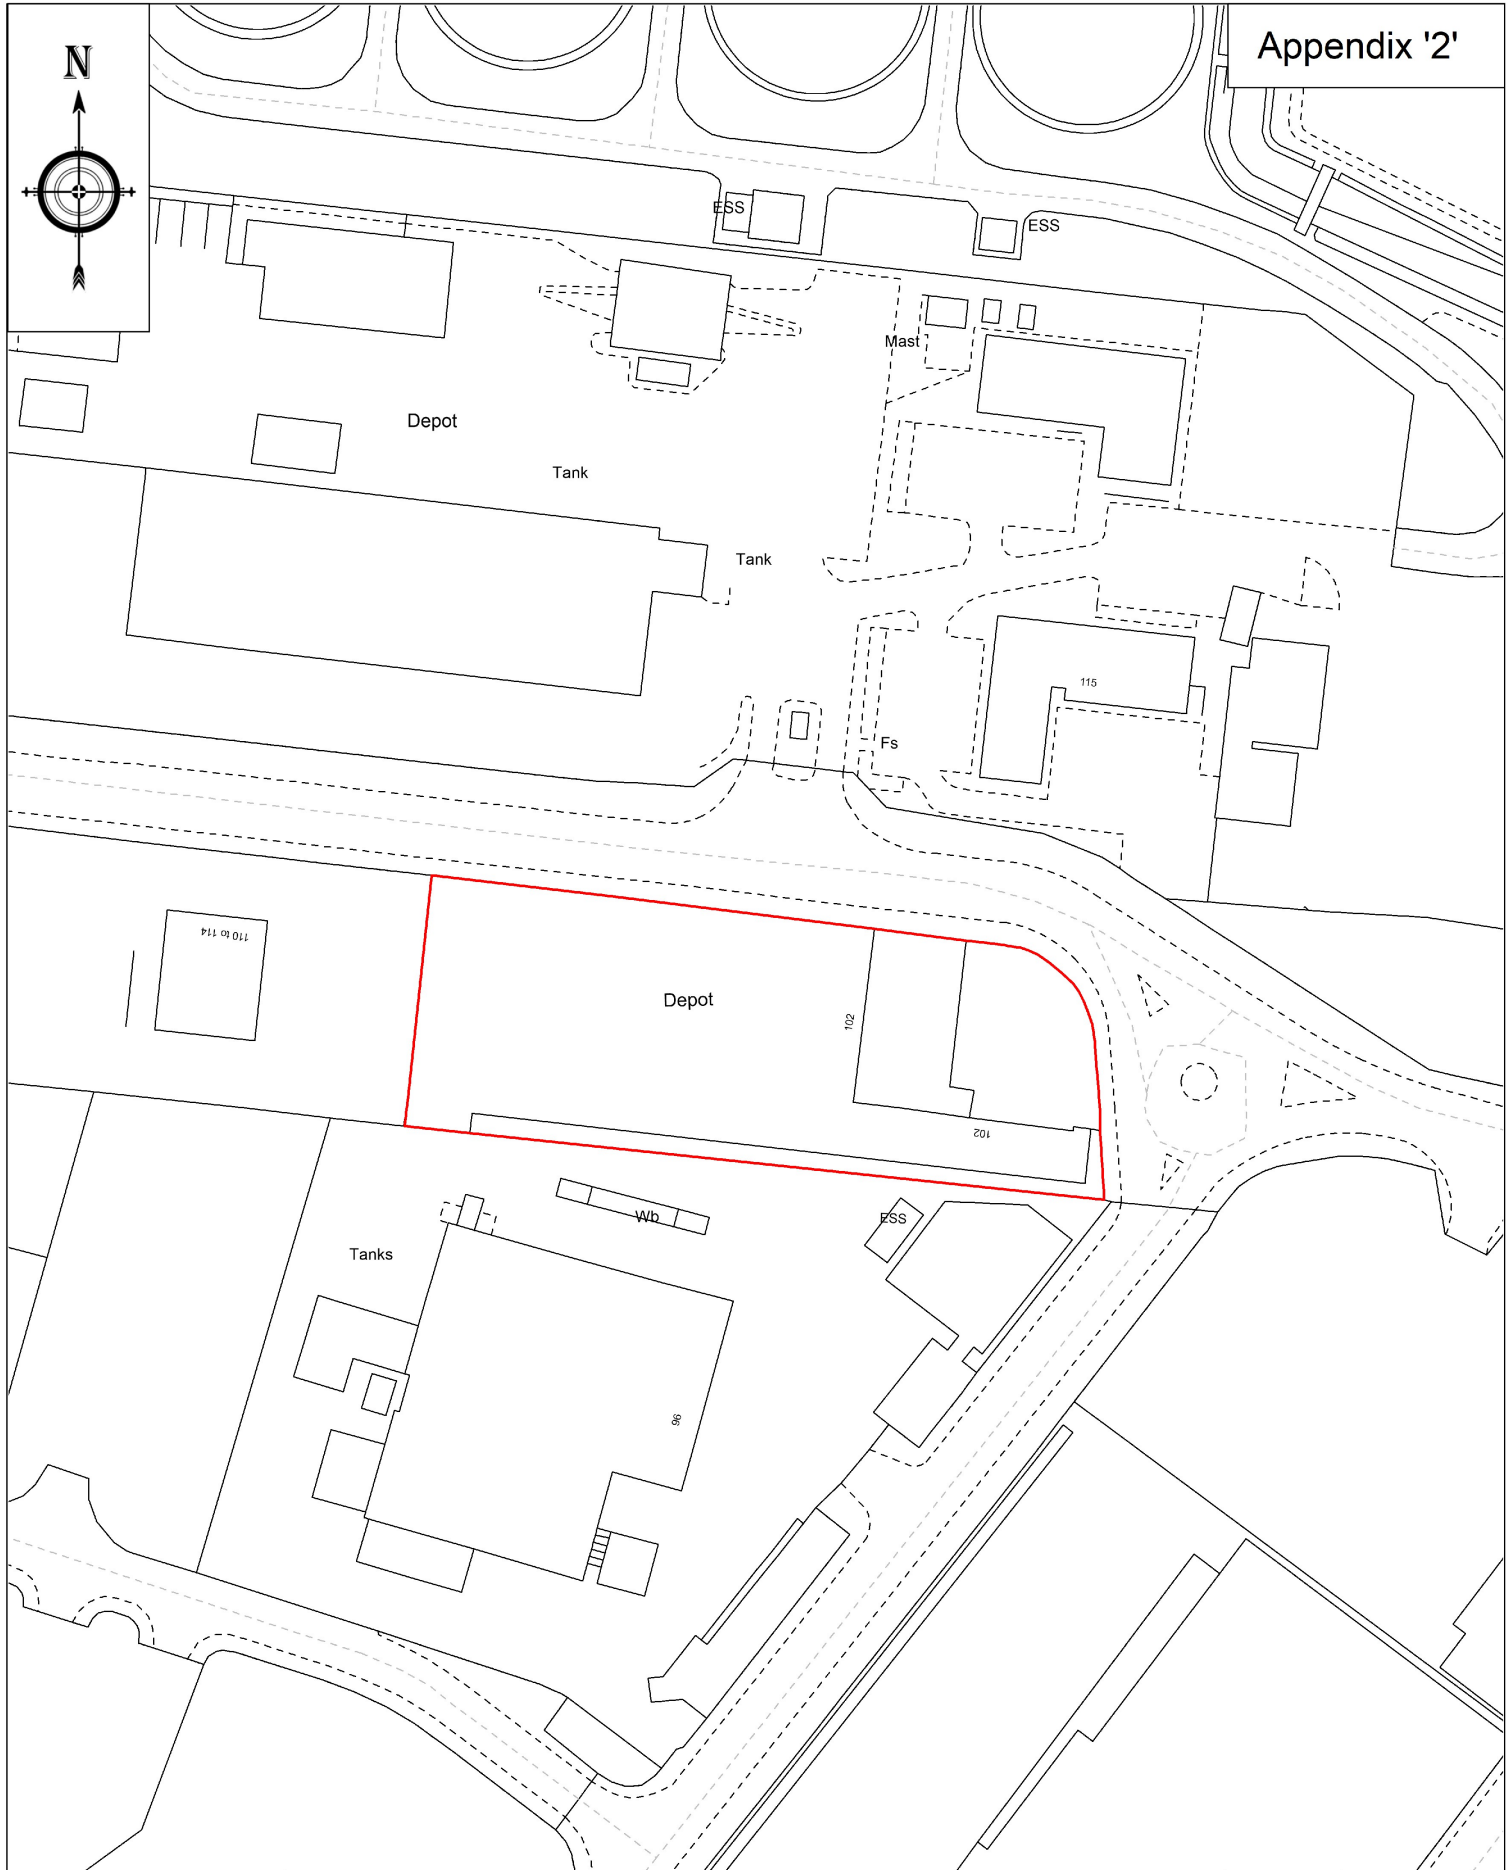 Appendix '2'
N
ESS
ESS
Mast
Depot
Tank
Tank
115
Fs
110 to 114
Depot
102
102
Wb
ESS
Tanks
96